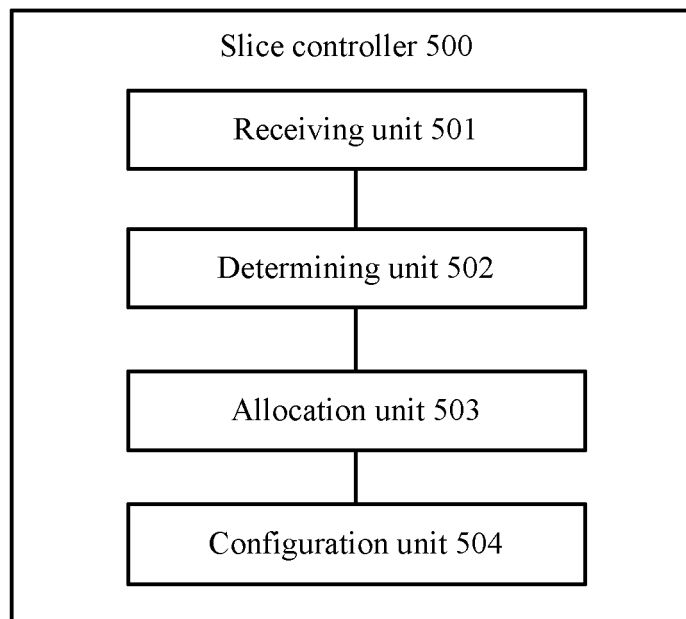 Slice controller 500
Receiving unit 501
Determining unit 502
Allocation unit 503
Configuration unit 504